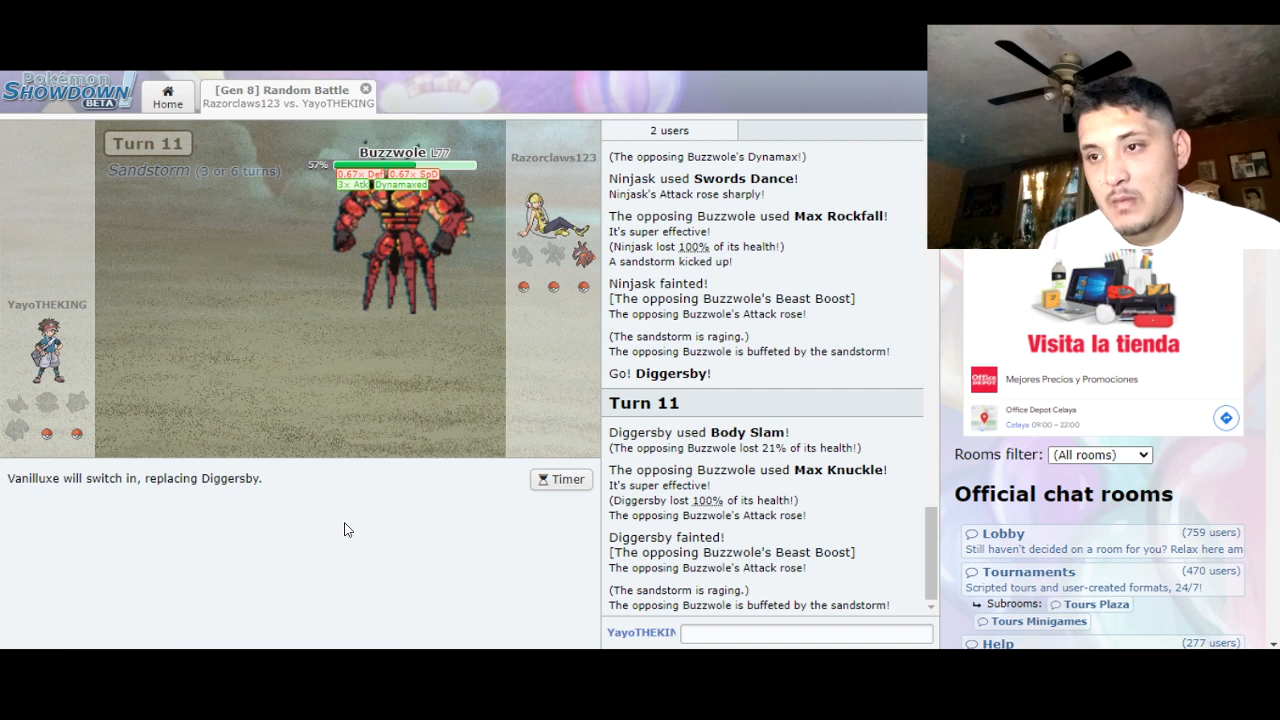 Pokémon
SHOWDOWN!
BETA
Home
[Gen 8] Random Battle
Razorclaws123 vs. YayoTHEKING
Turn 11
Sandstorm (3 or 6 turns)
Buzzwole L77
57%
0.67× Def 0.67× SpD
3× Atk Dynamaxed
Razorclaws123
YayoTHEKING
Vanilluxe will switch in, replacing Diggersby.
Timer
2 users
(The opposing Buzzwole's Dynamax!)
Ninjask used Swords Dance!
Ninjask's Attack rose sharply!
The opposing Buzzwole used Max Rockfall!
It's super effective!
(Ninjask lost 100% of its health!)
A sandstorm kicked up!
Ninjask fainted!
[The opposing Buzzwole's Beast Boost]
The opposing Buzzwole's Attack rose!
(The sandstorm is raging.)
The opposing Buzzwole is buffeted by the sandstorm!
Go! Diggersby!
Turn 11
Diggersby used Body Slam!
(The opposing Buzzwole lost 21% of its health!)
The opposing Buzzwole used Max Knuckle!
It's super effective!
(Diggersby lost 100% of its health!)
The opposing Buzzwole's Attack rose!
Diggersby fainted!
[The opposing Buzzwole's Beast Boost]
The opposing Buzzwole's Attack rose!
(The sandstorm is raging.)
The opposing Buzzwole is buffeted by the sandstorm!
YayoTHEKIN
Visita la tienda
Office DEPOT
Mejores Precios y Promociones
Office Depot Celaya
Celaya 09:00 – 22:00
Rooms filter: (All rooms)
Official chat rooms
Lobby (759 users)
Still haven't decided on a room for you? Relax here am
Tournaments (470 users)
Scripted tours and user-created formats, 24/7!
Subrooms: Tours Plaza
Tours Minigames
Help (277 users)